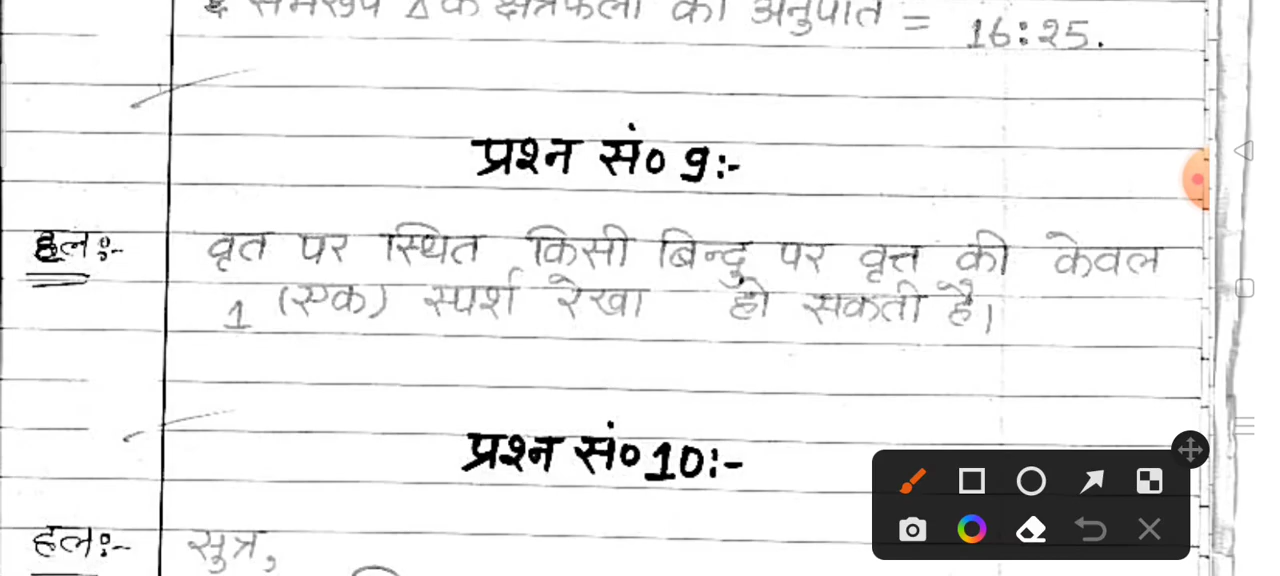 समरूप Δ के क्षेत्रफलों का अनुपात = 16:25.
प्रश्न सं० 9:-
हल:- वृत पर स्थित किसी बिन्दु पर वृत्त की केवल
1 (एक) स्पर्श रेखा हो सकती है।
प्रश्न सं० 10:-
हल:- सुत्र,